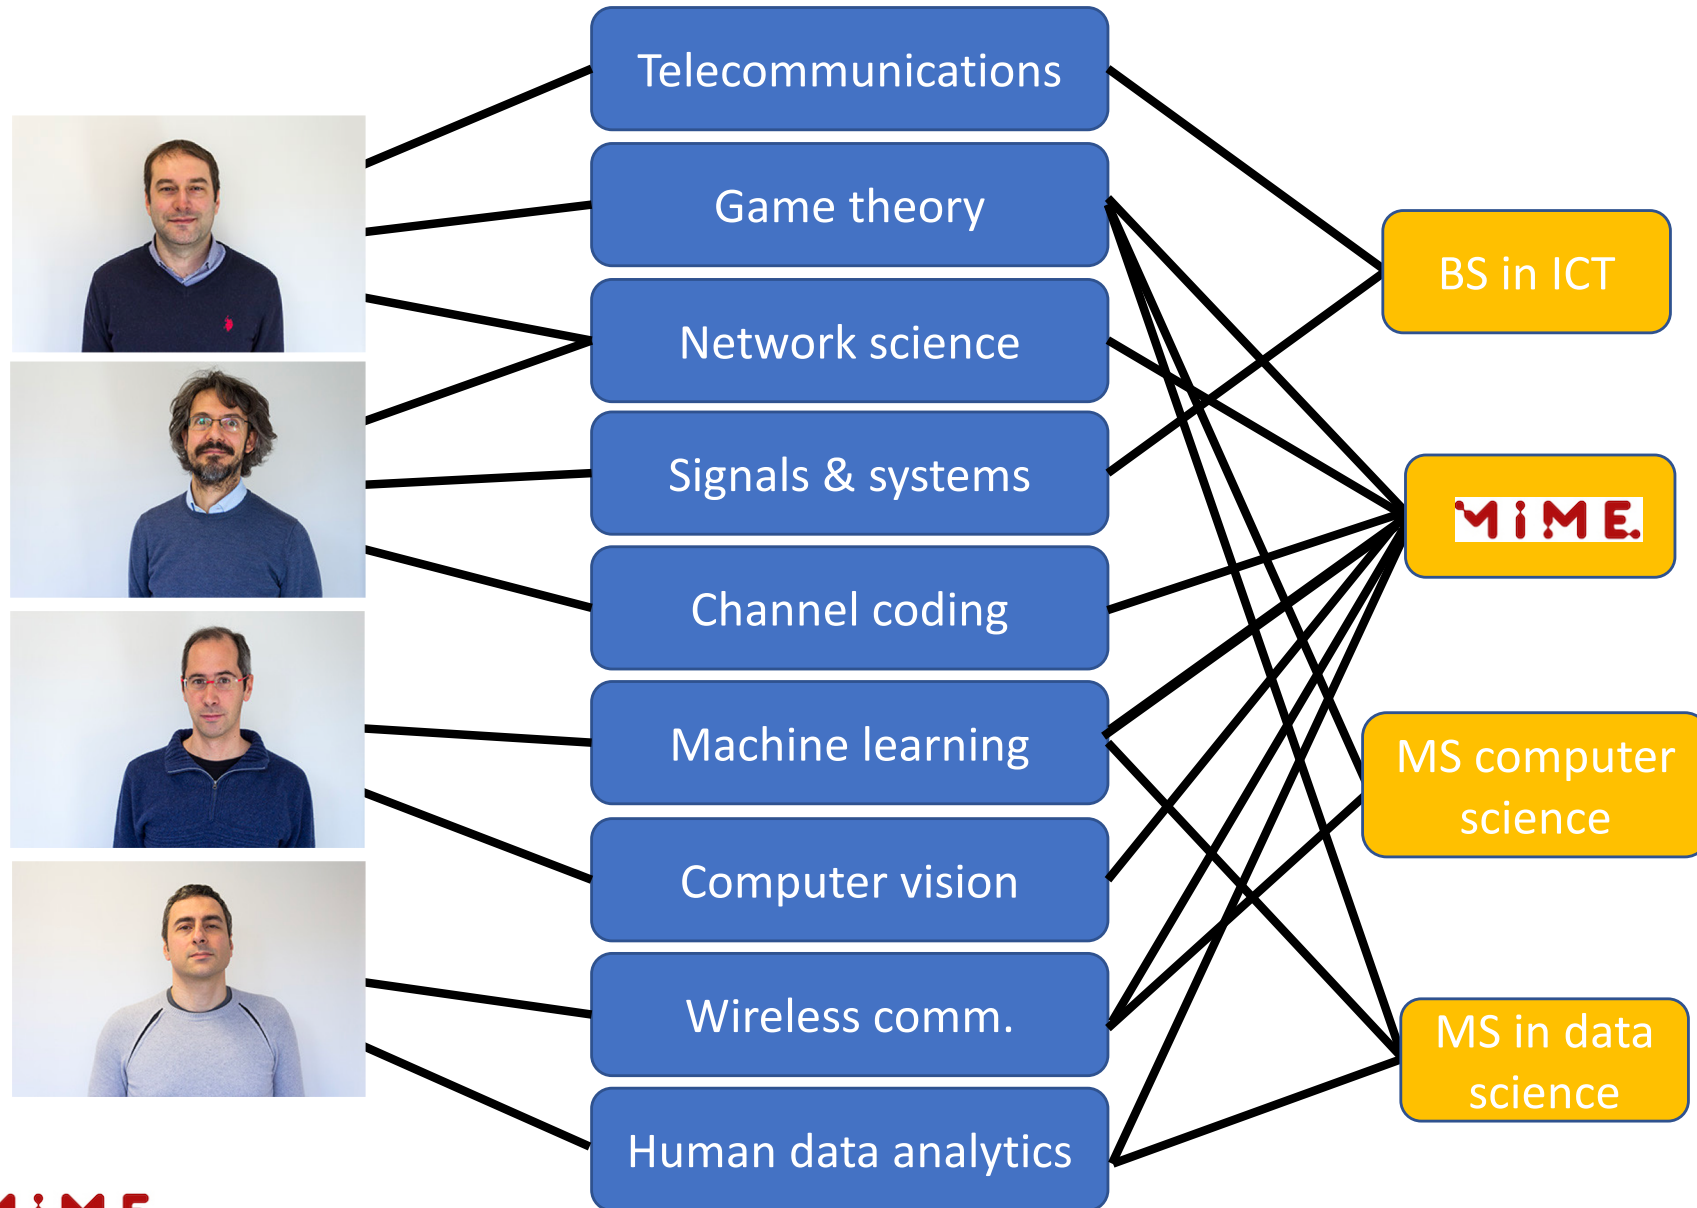 Telecommunications
Game theory
Network science
Signals & systems
Channel coding
Machine learning
Computer vision
Wireless comm.
Human data analytics
BS in ICT
MiME.
MS computer
science
MS in data
science
MiME